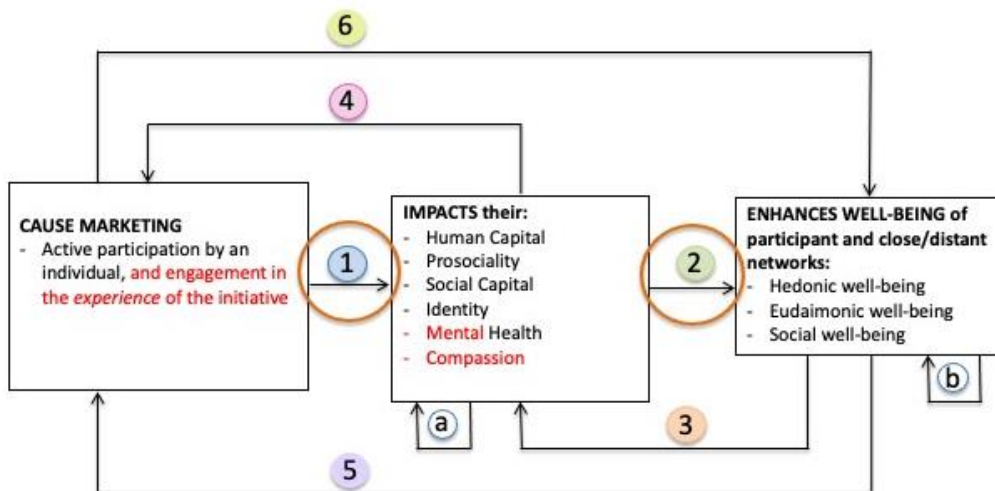 6
4
CAUSE MARKETING
- Active participation by an
individual, and engagement in
the experience of the initiative
1
IMPACTS their:
- Human Capital
- Prosociality
- Social Capital
- Identity
- Mental Health
- Compassion
2
ENHANCES WELL-BEING of
participant and close/distant
networks:
- Hedonic well-being
- Eudaimonic well-being
- Social well-being
a
b
3
5